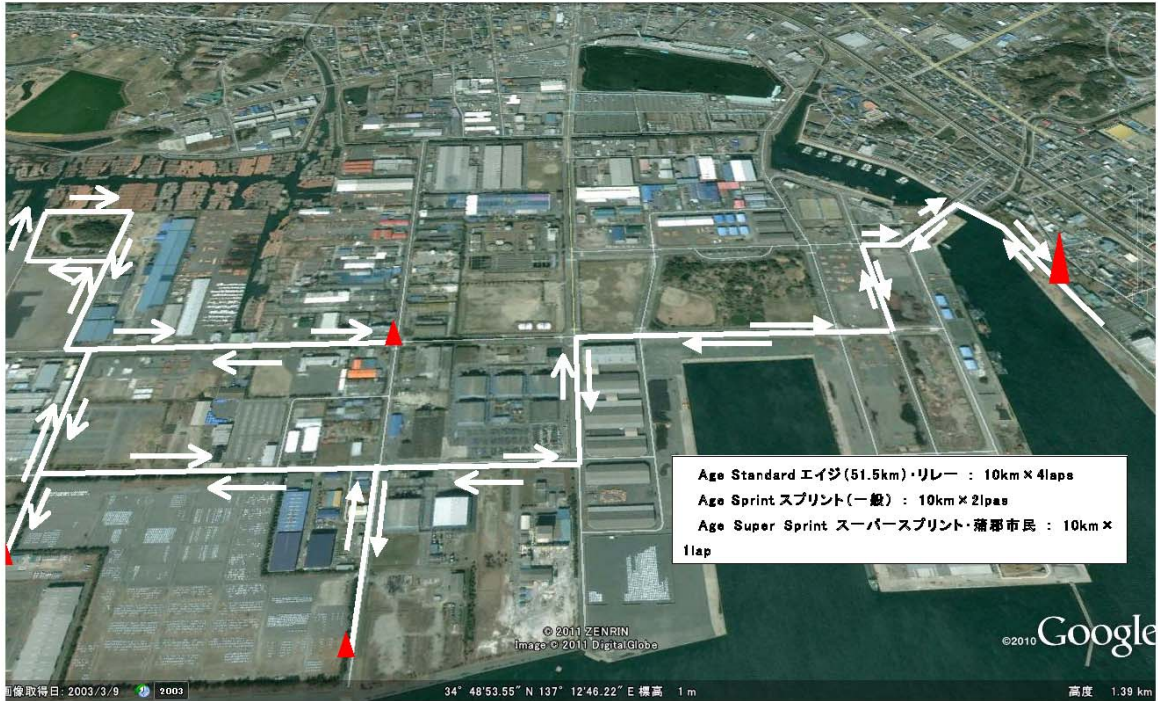 Age Standard エイジ(51.5km)・リレー : 10km×4laps
Age Sprint スプリント(一般) : 10km×2lpas
Age Super Sprint スーパースプリント・蒲郡市民 : 10km×
1lap
© 2011 ZENRIN
Image © 2011 DigitalGlobe
©2010 Google
画像取得日: 2003/3/9 2003
34° 48'53.55" N 137° 12'46.22" E 標高 1 m
高度 1.39 km